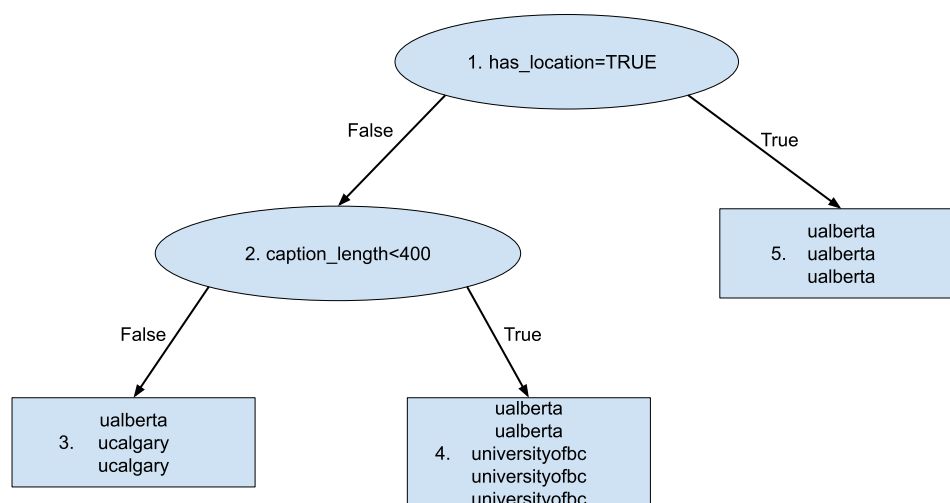 1. has_location=TRUE
False
True
2. caption_length<400
ualberta
5. ualberta
ualberta
False
True
ualberta
3. ucalgary
ucalgary
ualberta
ualberta
4. universityofbc
universityofbc
universityofbc